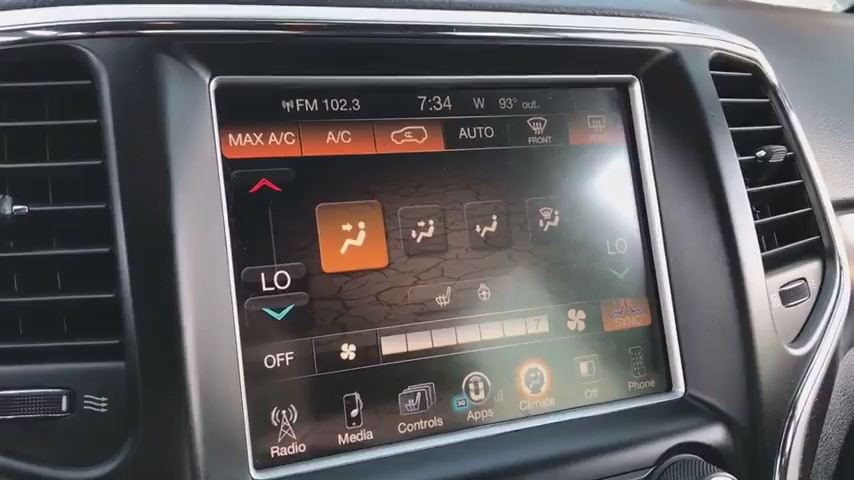 FM 102.3 7:34 W 93° out.
MAX A/C A/C AUTO FRONT
LO LO
7 SYNC
OFF
Radio Media Controls Apps Climate Off Phone